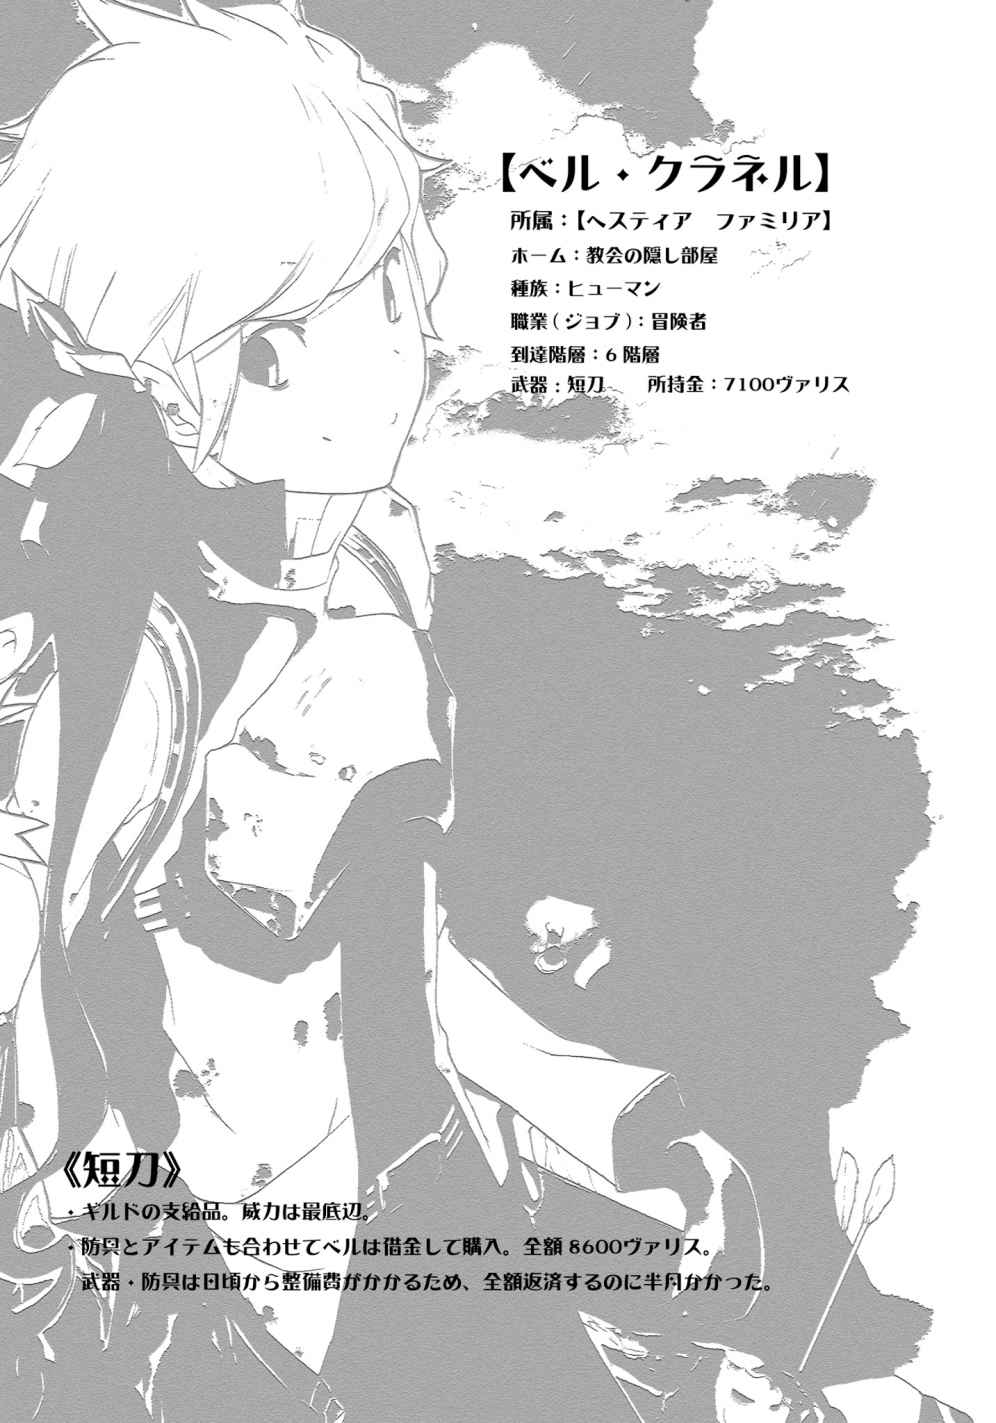 【ベル・クラネル】
所属：【ヘスティア　ファミリア】
ホーム：教会の隠し部屋
種族：ヒューマン
職業（ジョブ）：冒険者
到達階層：6 階層
武器：短刀　　所持金：7100ヴァリス
《短刀》
・ギルドの支給品。威力は最底辺。
・防具とアイテムも合わせてベルは借金して購入。全額 8600ヴァリス。
武器・防具は日頃から整備費がかかるため、全額返済するのに半月かかった。